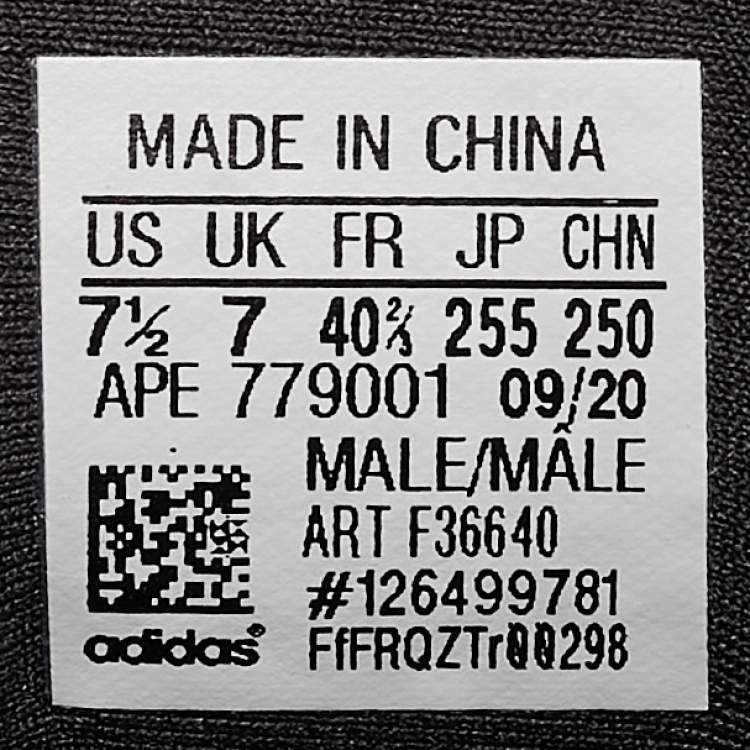 MADE IN CHINA
US UK FR JP CHN
7½ 7 40⅔ 255 250
APE 779001 09/20
MALE/MÂLE
ART F36640
#126499781
adidas® FfFRQZTr00298